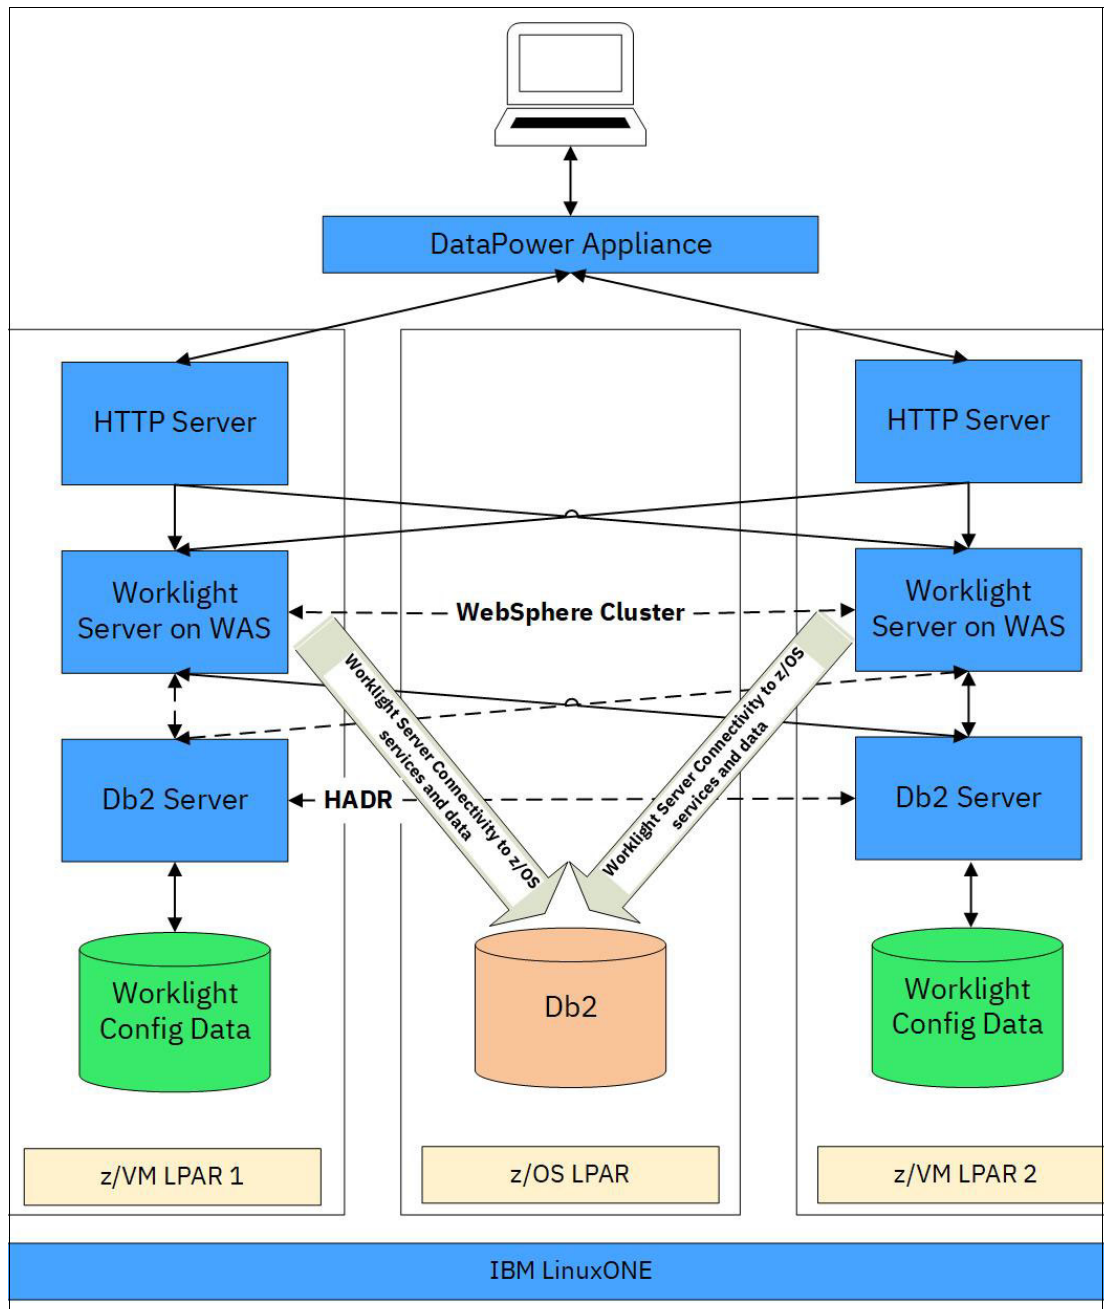 DataPower Appliance
HTTP Server
HTTP Server
Worklight
Server on WAS
WebSphere Cluster
Worklight
Server on WAS
Worklight Server Connectivity to z/OS
services and data
Worklight Server Connectivity to z/OS
services and data
Db2 Server
HADR
Db2 Server
Worklight
Config Data
Db2
Worklight
Config Data
z/VM LPAR 1
z/OS LPAR
z/VM LPAR 2
IBM LinuxONE